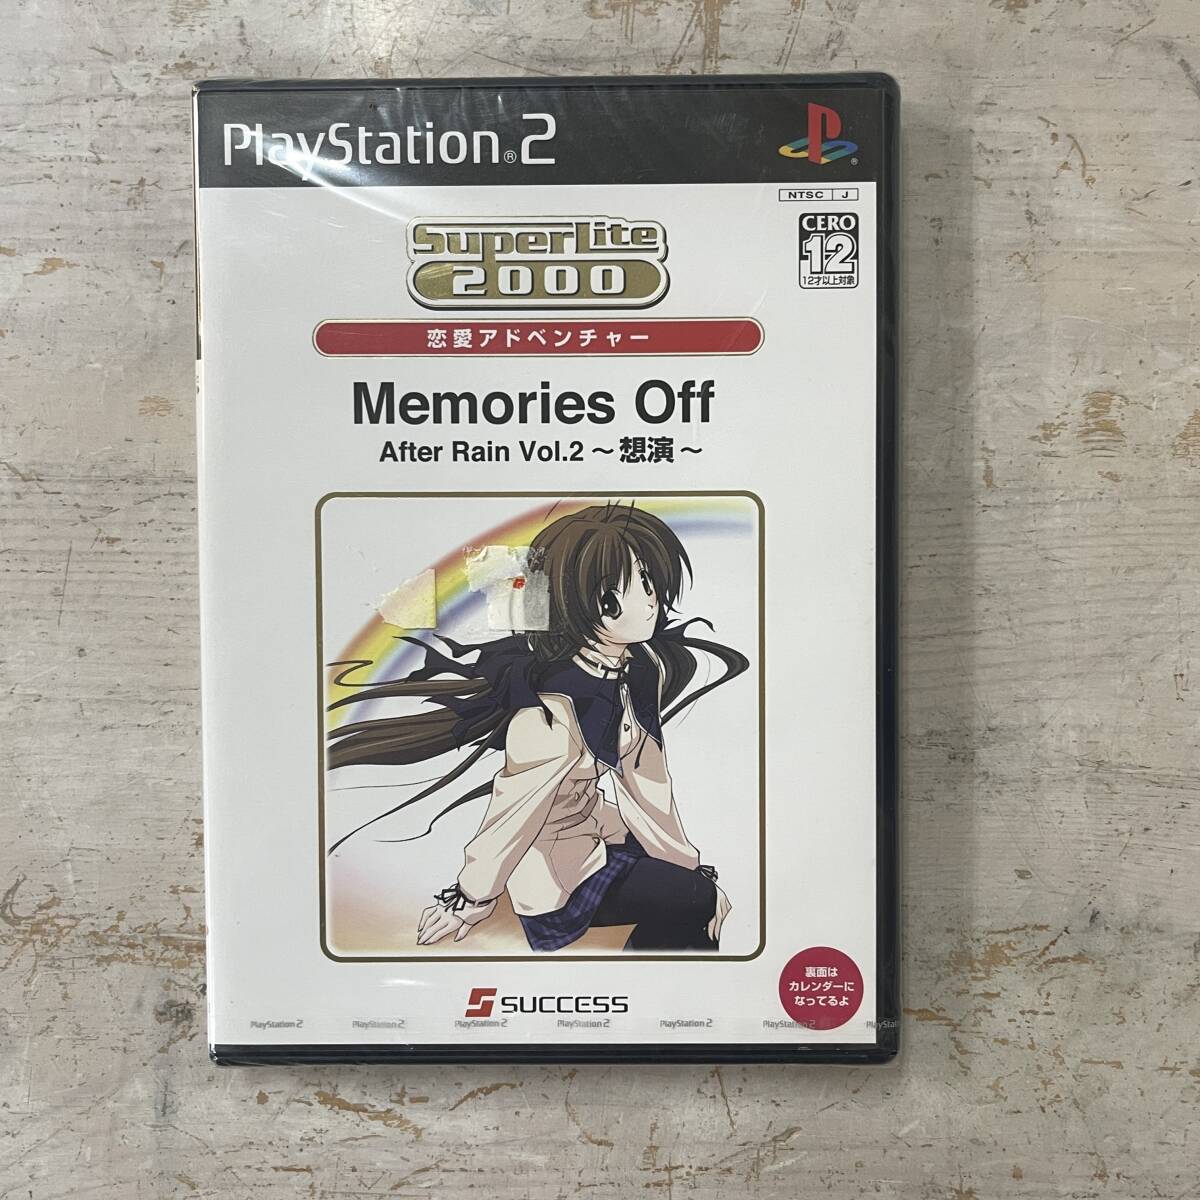 PlayStation®2
NTSC J
CERO
12
12才以上対象
SuperLite
2000
恋愛アドベンチャー
Memories Off
After Rain Vol.2 ～想演～
裏面は
カレンダーに
なってるよ
SUCCESS
PlayStation 2 PlayStation 2 PlayStation 2 PlayStation 2 PlayStation 2 PlayStation 2 PlayStat